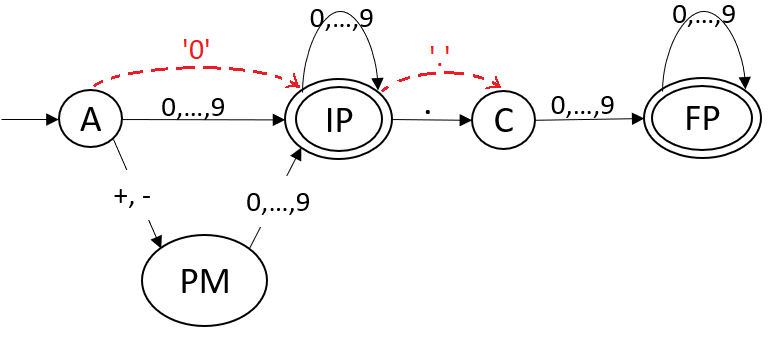 0,...,9
0,...,9
'0'
'.'
A
0,...,9
IP
.
C
0,...,9
FP
+, -
0,...,9
PM